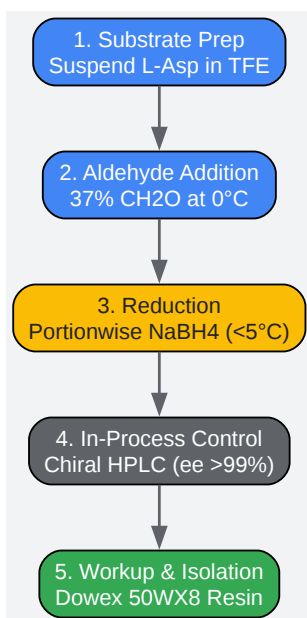 1. Substrate Prep
Suspend L-Asp in TFE
2. Aldehyde Addition
37% CH2O at 0°C
3. Reduction
Portionwise NaBH4 (<5°C)
4. In-Process Control
Chiral HPLC (ee >99%)
5. Workup & Isolation
Dowex 50WX8 Resin